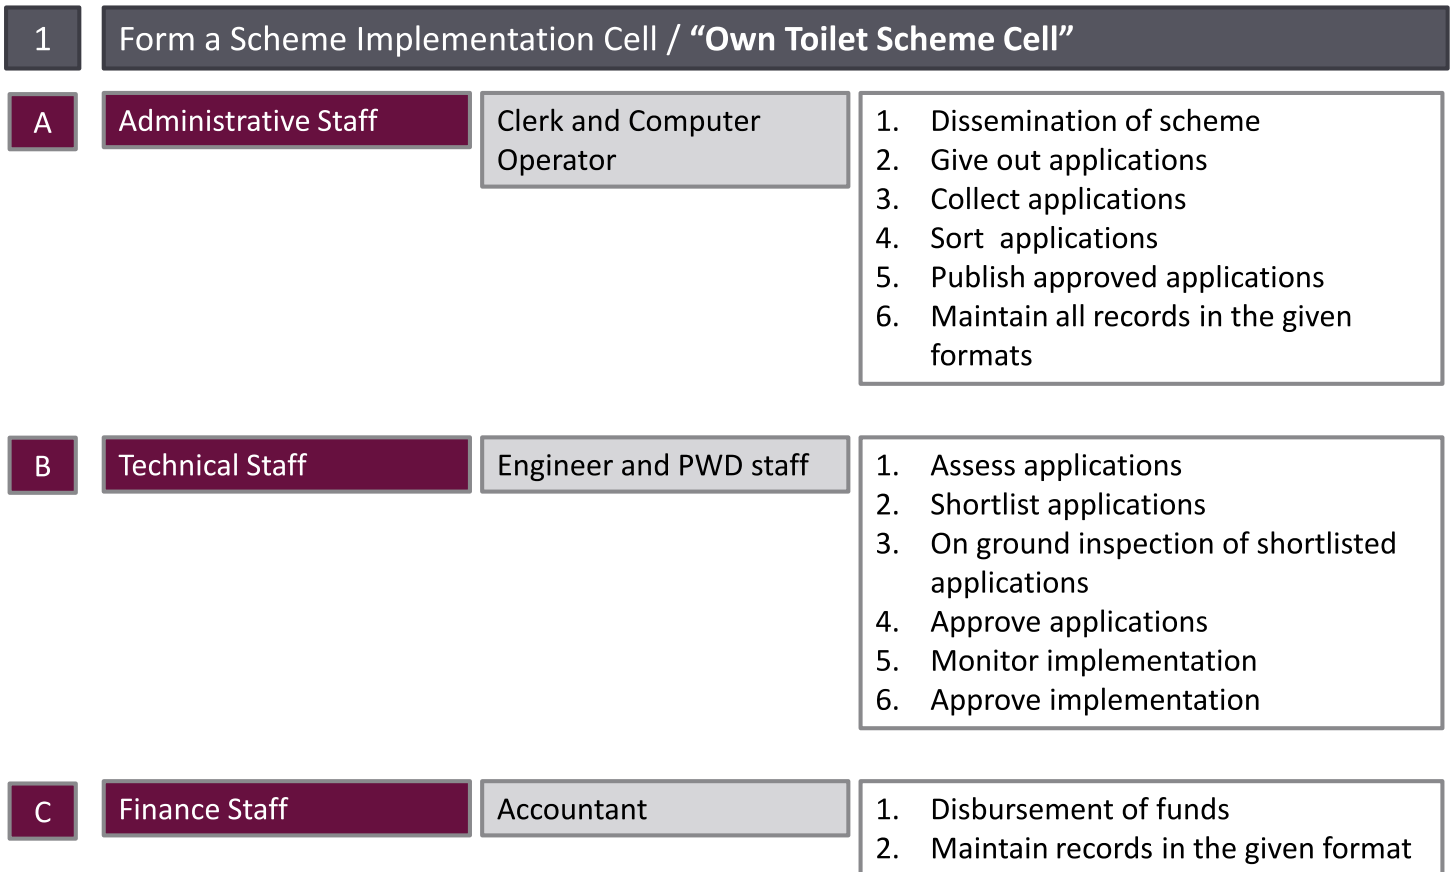 1 Form a Scheme Implementation Cell / “Own Toilet Scheme Cell”
A Administrative Staff
Clerk and Computer
Operator
1. Dissemination of scheme
2. Give out applications
3. Collect applications
4. Sort applications
5. Publish approved applications
6. Maintain all records in the given
formats
B Technical Staff
Engineer and PWD staff
1. Assess applications
2. Shortlist applications
3. On ground inspection of shortlisted
applications
4. Approve applications
5. Monitor implementation
6. Approve implementation
C Finance Staff
Accountant
1. Disbursement of funds
2. Maintain records in the given format